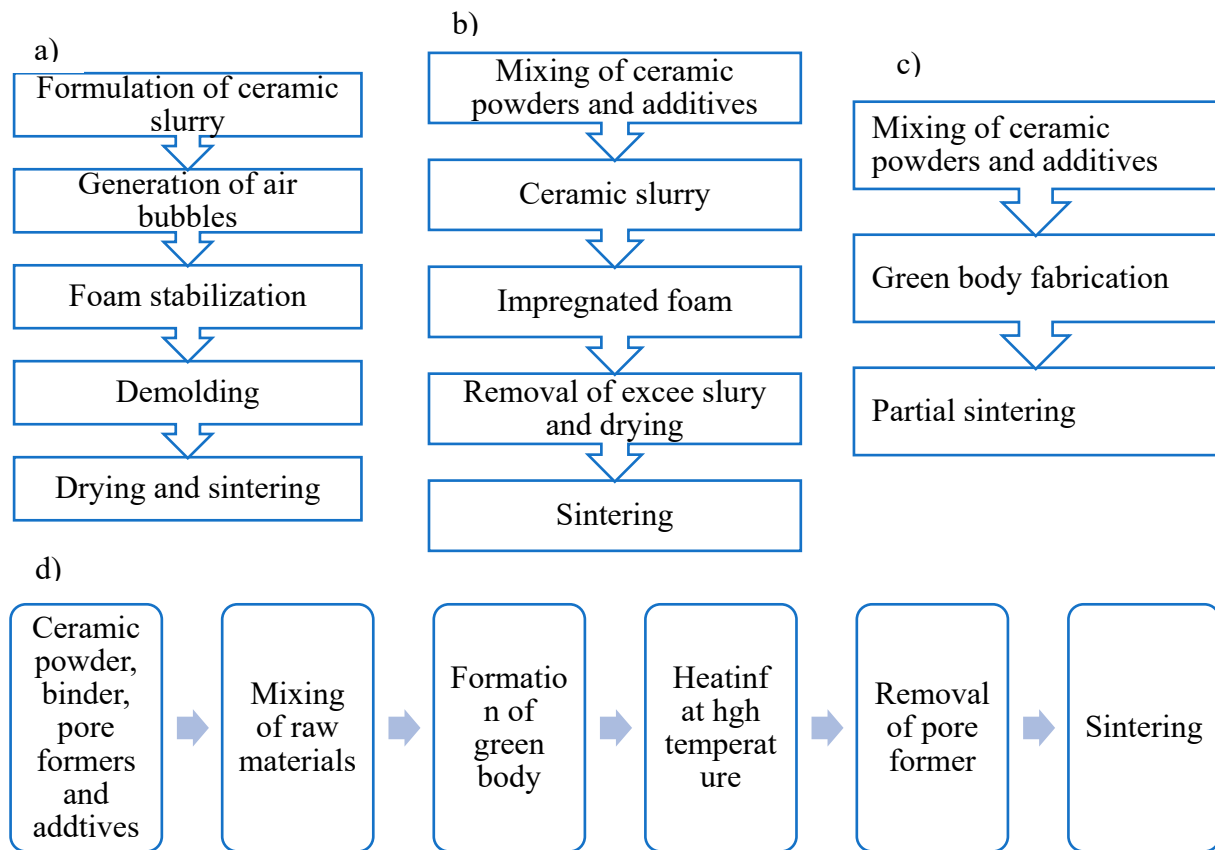 a)
Formulation of ceramic
slurry
Generation of air
bubbles
Foam stabilization
Demolding
Drying and sintering
b)
Mixing of ceramic
powders and additives
Ceramic slurry
Impregnated foam
Removal of excee slury
and drying
Sintering
c)
Mixing of ceramic
powders and additives
Green body fabrication
Partial sintering
d)
Ceramic
powder,
binder,
pore
formers
and
addtives
Mixing
of raw
materials
Formatio
n of
green
body
Heatinf
at hgh
temperat
ure
Removal
of pore
former
Sintering